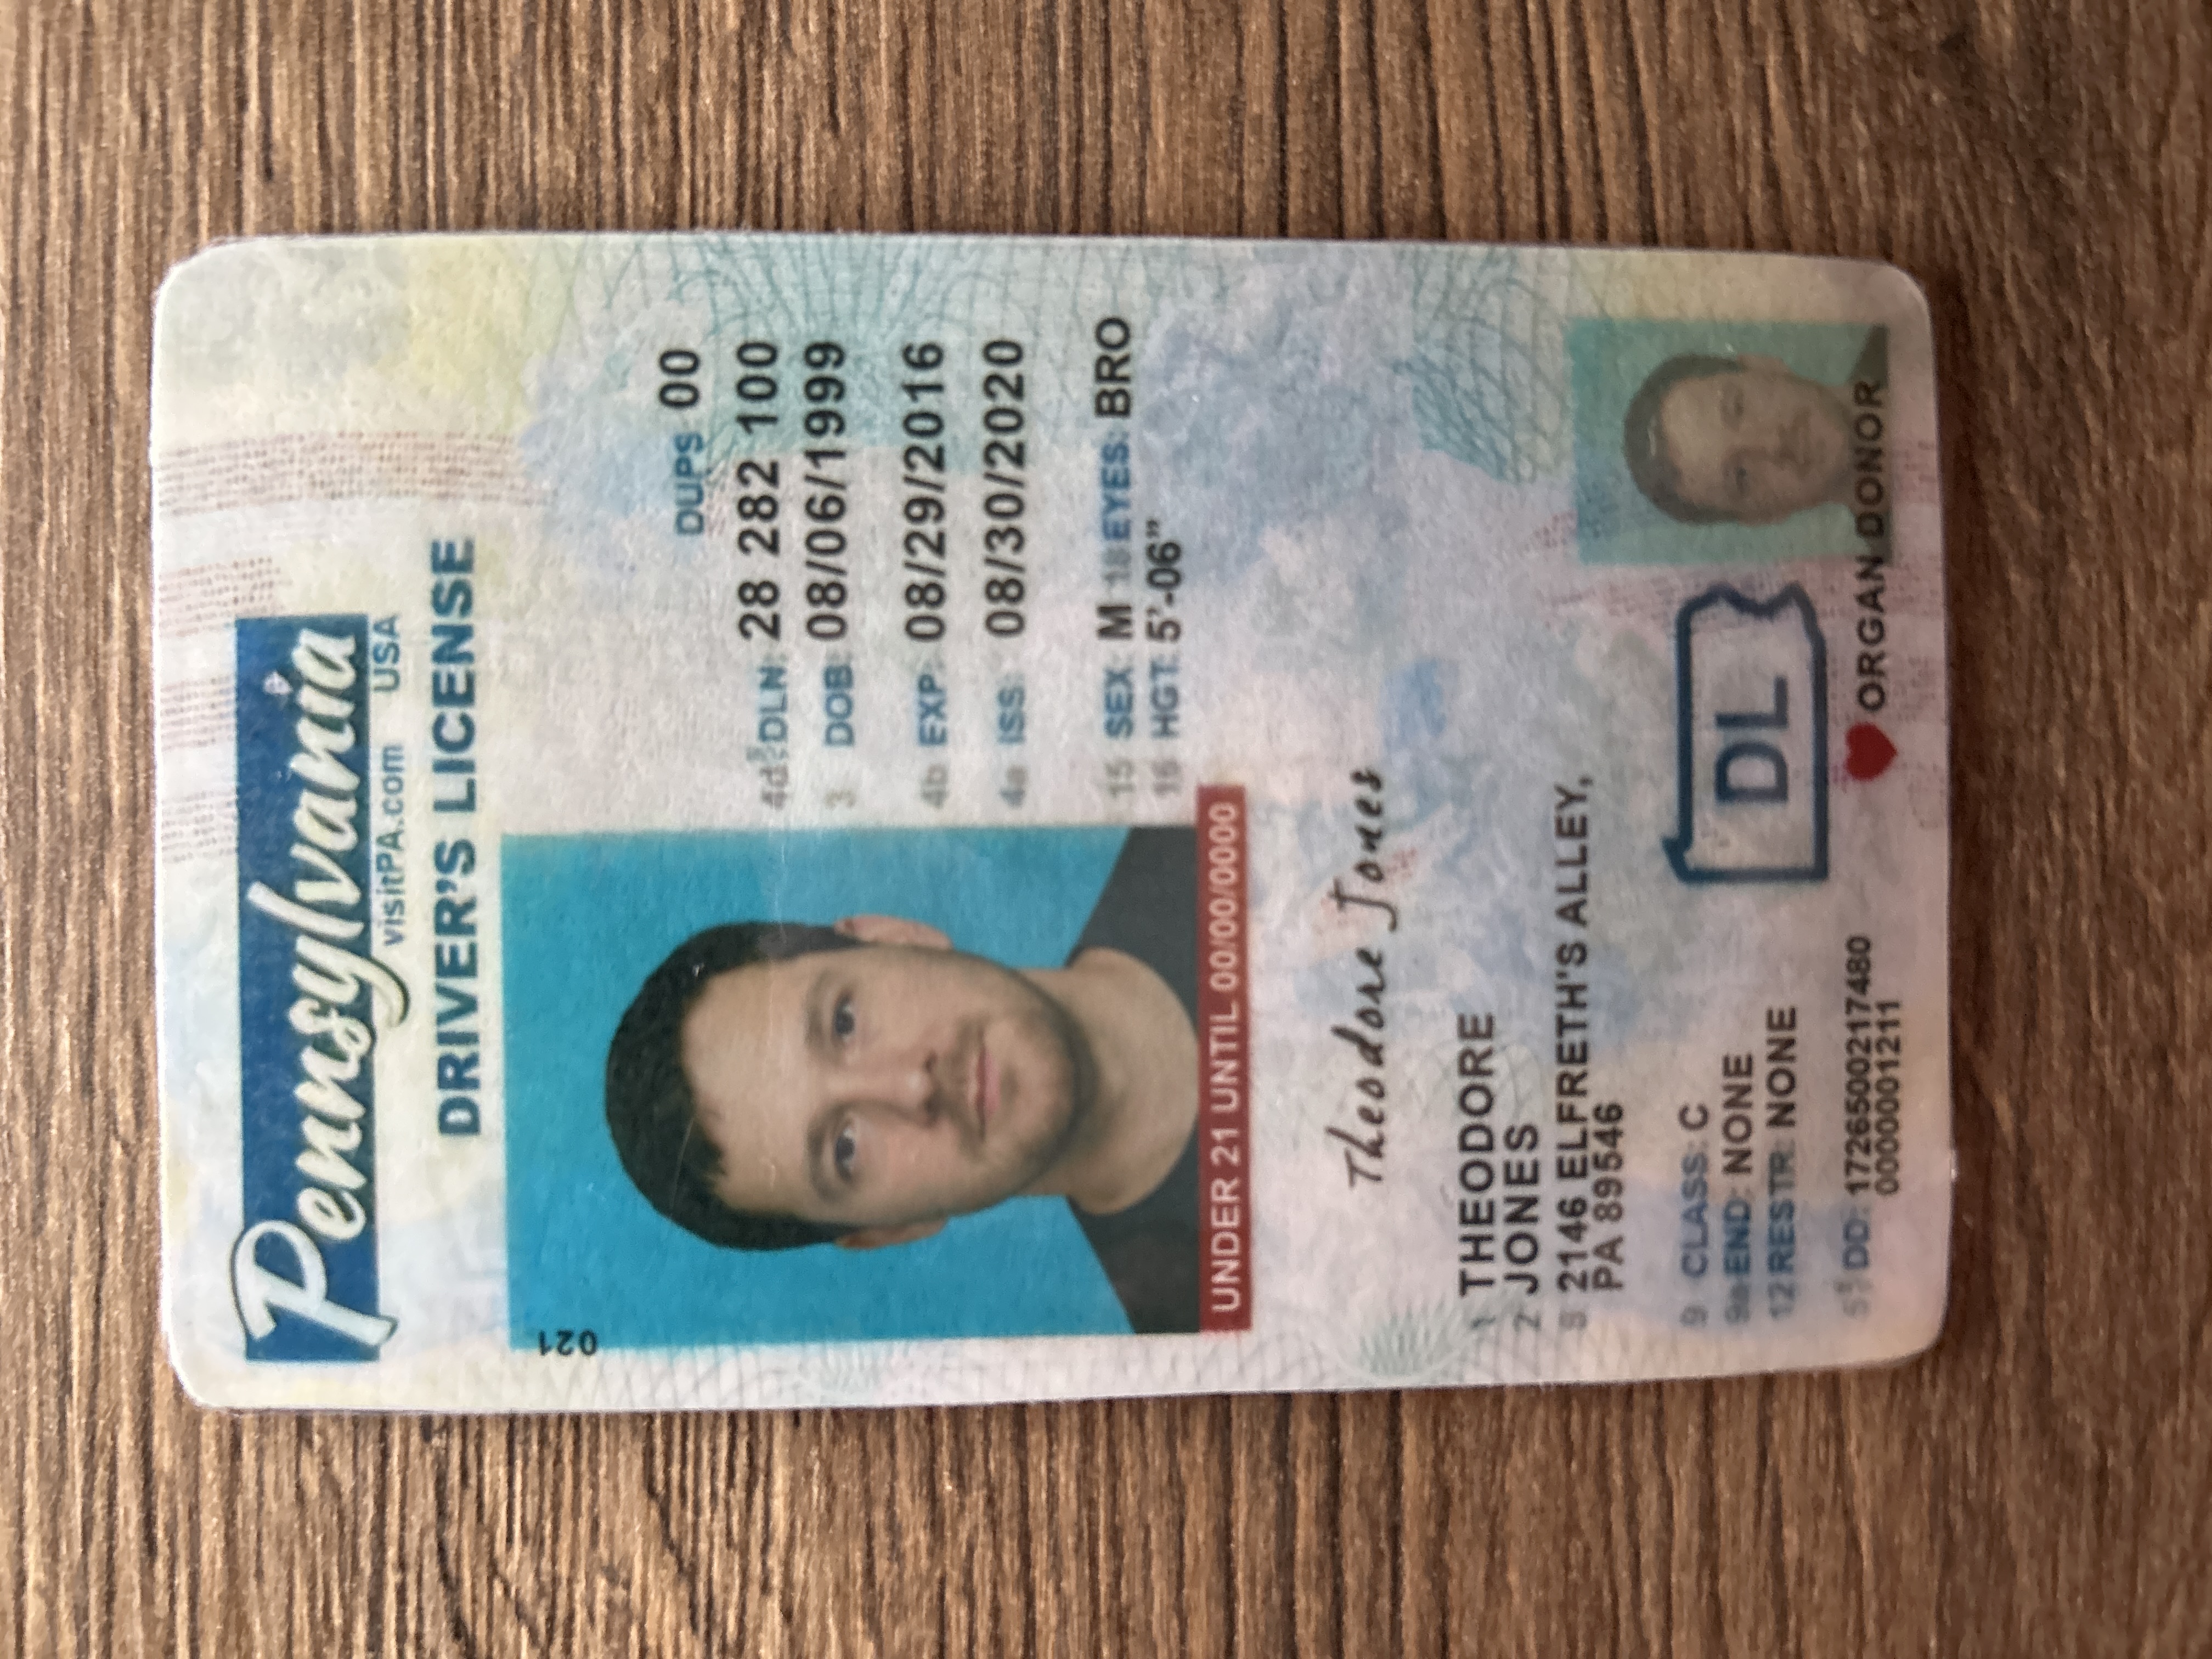 Pennsylvania
visitPA.com USA
DRIVER'S LICENSE
021
DUPS 00
4d DLN: 28 282 100
3 DOB: 08/06/1999
4b EXP: 08/29/2016
4a ISS: 08/30/2020
15 SEX: M 18 EYES: BRO
16 HGT: 5'-06"
UNDER 21 UNTIL 00/00/0000
Theodore Jones
1 THEODORE
2 JONES
8 2146 ELFRETH'S ALLEY,
PA 89546
9 CLASS: C
9a END: NONE
12 RESTR: NONE
DL
5 DD: 1726500217480
0000001211
ORGAN DONOR